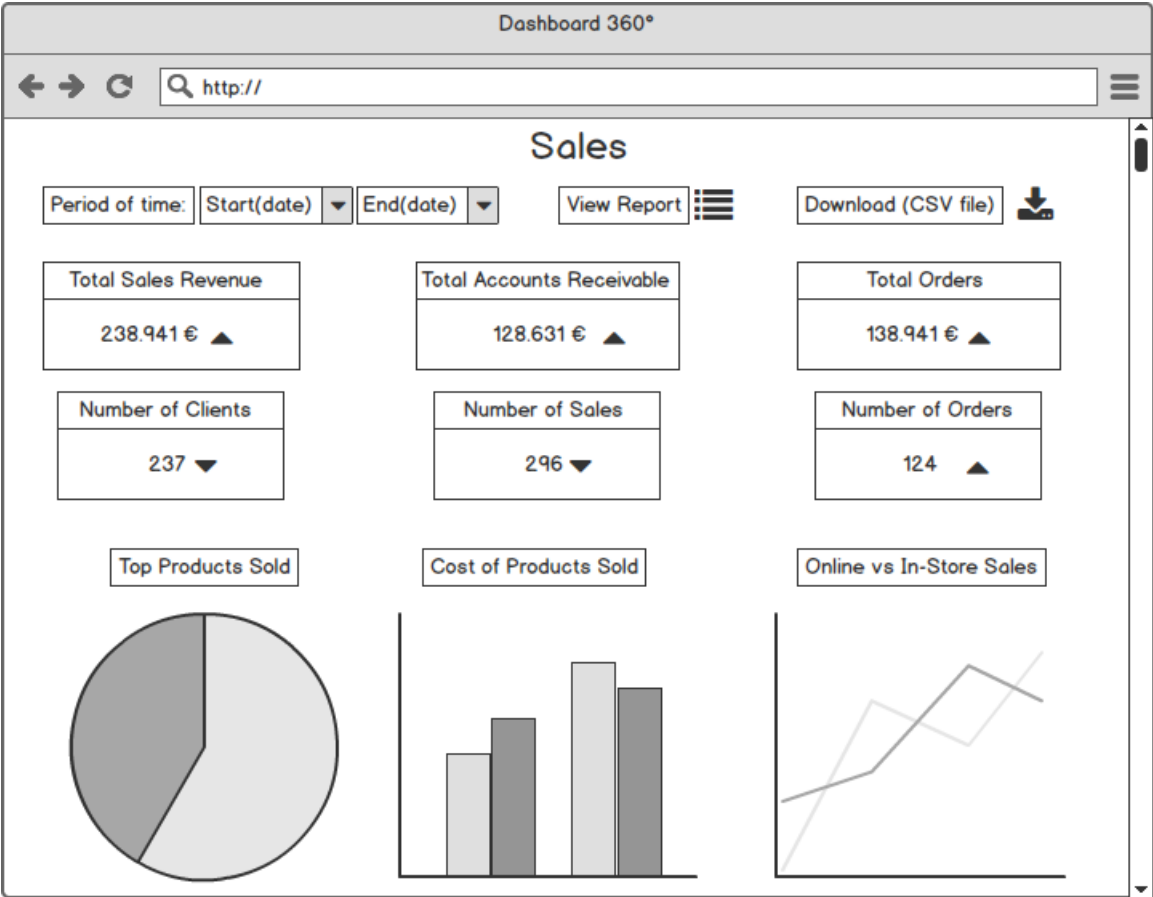 Dashboard 360°
http://
Sales
Period of time: Start(date) End(date) View Report Download (CSV file)
Total Sales Revenue Total Accounts Receivable Total Orders
238.941 € 128.631 € 138.941 €
Number of Clients Number of Sales Number of Orders
237 296 124
Top Products Sold Cost of Products Sold Online vs In-Store Sales